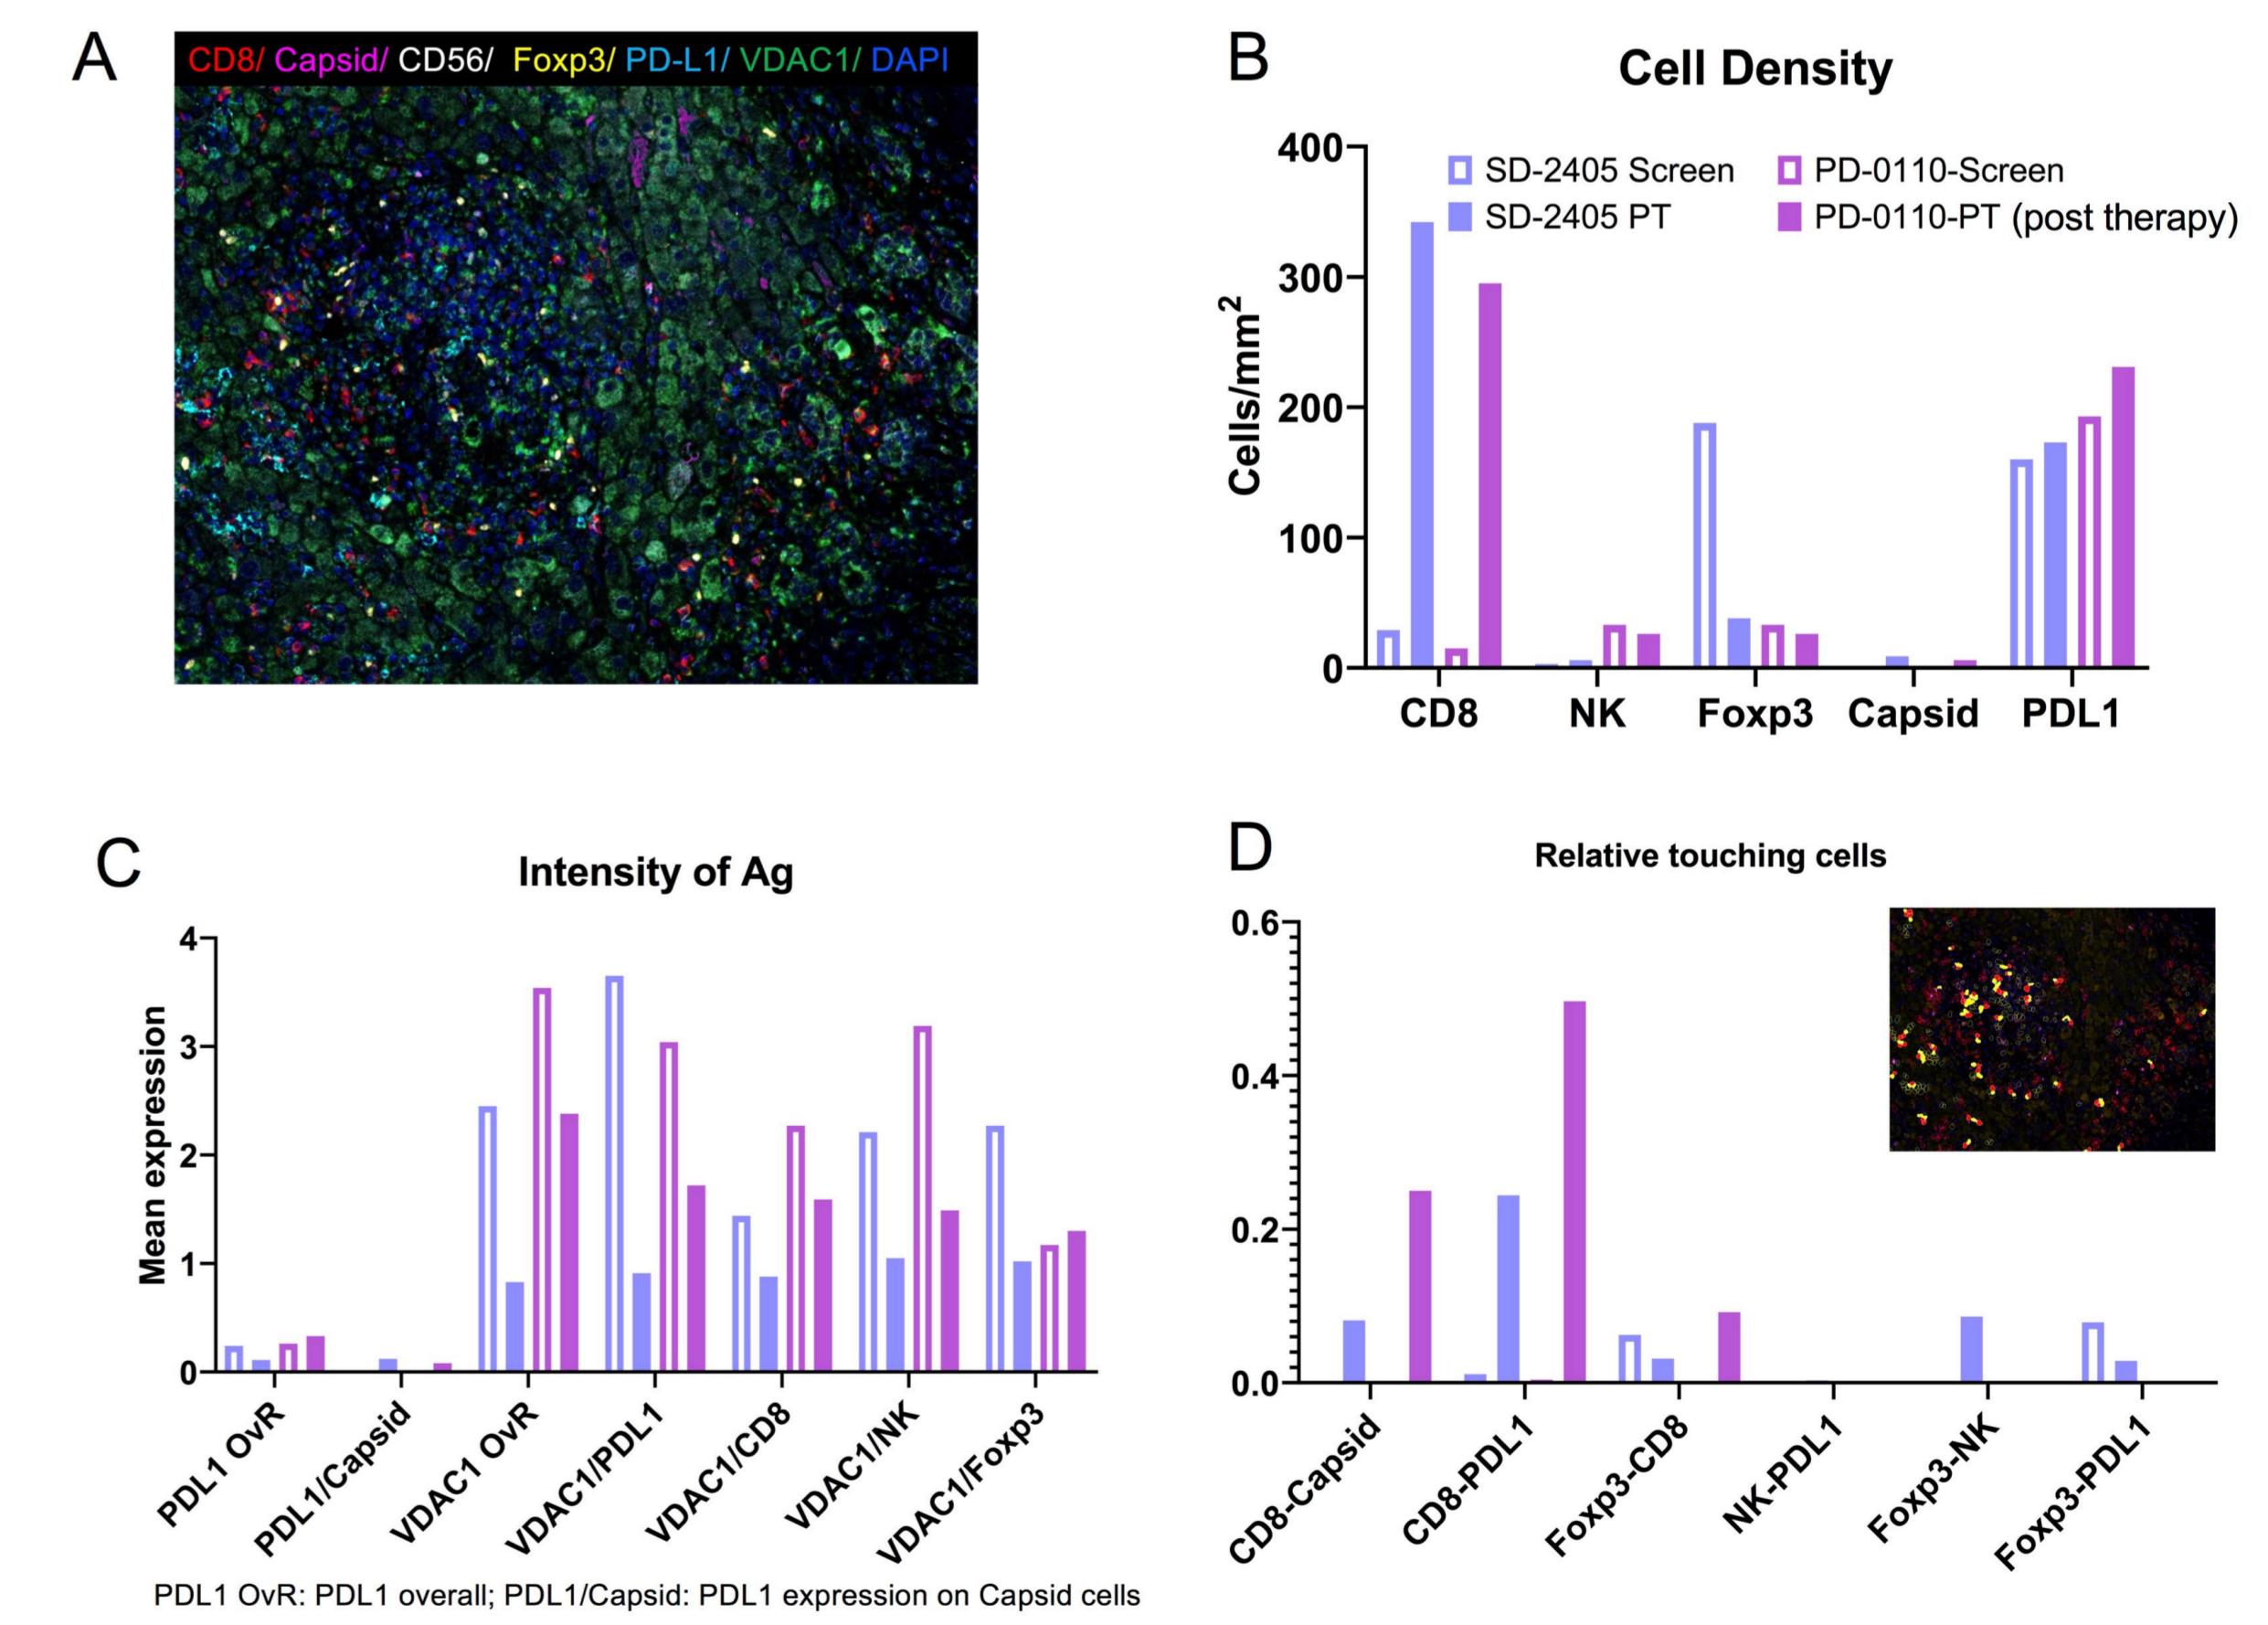 A
CD8/ Capsid/ CD56/ Foxp3/ PD-L1/ VDAC1/ DAPI
B
Cell Density
400
300
200
100
0
Cells/mm²
SD-2405 Screen
PD-0110-Screen
SD-2405 PT
PD-0110-PT (post therapy)
CD8
NK
Foxp3
Capsid
PDL1
C
Intensity of Ag
4
3
2
1
0
Mean expression
PDL1 OvR
PDL1/Capsid
VDAC1 OvR
VDAC1/PDL1
VDAC1/CD8
VDAC1/NK
VDAC1/Foxp3
PDL1 OvR: PDL1 overall; PDL1/Capsid: PDL1 expression on Capsid cells
D
Relative touching cells
0.6
0.4
0.2
0.0
CD8-Capsid
CD8-PDL1
Foxp3-CD8
NK-PDL1
Foxp3-NK
Foxp3-PDL1